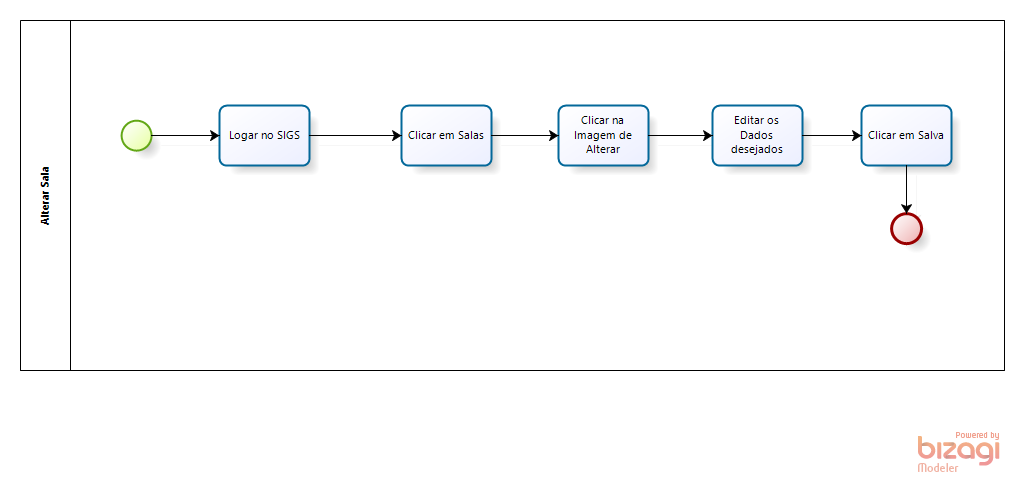 Alterar Sala
Logar no SIGS
Clicar em Salas
Clicar na
Imagem de
Alterar
Editar os
Dados
desejados
Clicar em Salva
Powered by
bizagi
Modeler